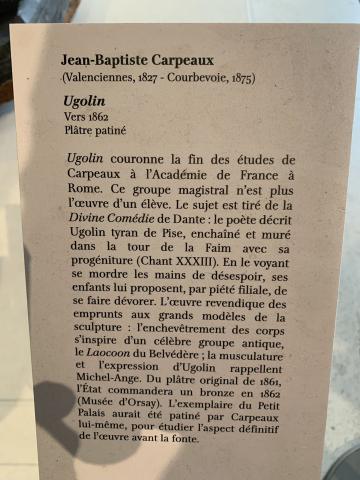 Jean-Baptiste Carpeaux
(Valenciennes, 1827 - Courbevoie, 1875)
Ugolin
Vers 1862
Plâtre patiné
Ugolin couronne la fin des études de
Carpeaux à l'Académie de France à
Rome. Ce groupe magistral n'est plus
l'œuvre d'un élève. Le sujet est tiré de la
Divine Comédie de Dante : le poète décrit
Ugolin tyran de Pise, enchaîné et muré
dans la tour de la Faim avec sa
progéniture (Chant XXXIII). En le voyant
se mordre les mains de désespoir, ses
enfants lui proposent, par piété filiale, de
se faire dévorer. L'œuvre revendique des
emprunts aux grands modèles de la
sculpture : l'enchevêtrement des corps
s'inspire d'un célèbre groupe antique,
le Laocoon du Belvédère ; la musculature
et l'expression d'Ugolin rappellent
Michel-Ange. Du plâtre original de 1861,
l'État commandera un bronze en 1862
(Musée d'Orsay). L'exemplaire du Petit
Palais aurait été patiné par Carpeaux
lui-même, pour étudier l'aspect définitif
de l'œuvre avant la fonte.